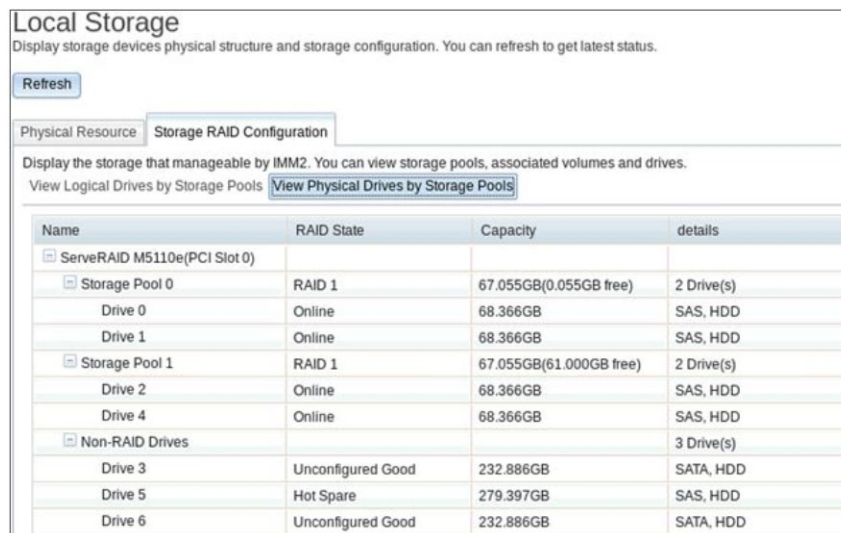 Local Storage
Display storage devices physical structure and storage configuration. You can refresh to get latest status.
Refresh
Physical Resource Storage RAID Configuration
Display the storage that manageable by IMM2. You can view storage pools, associated volumes and drives.
View Logical Drives by Storage Pools View Physical Drives by Storage Pools
Name RAID State Capacity details
ServeRAID M5110e(PCI Slot 0)
Storage Pool 0 RAID 1 67.055GB(0.055GB free) 2 Drive(s)
Drive 0 Online 68.366GB SAS, HDD
Drive 1 Online 68.366GB SAS, HDD
Storage Pool 1 RAID 1 67.055GB(61.000GB free) 2 Drive(s)
Drive 2 Online 68.366GB SAS, HDD
Drive 4 Online 68.366GB SAS, HDD
Non-RAID Drives 3 Drive(s)
Drive 3 Unconfigured Good 232.886GB SATA, HDD
Drive 5 Hot Spare 279.397GB SAS, HDD
Drive 6 Unconfigured Good 232.886GB SATA, HDD